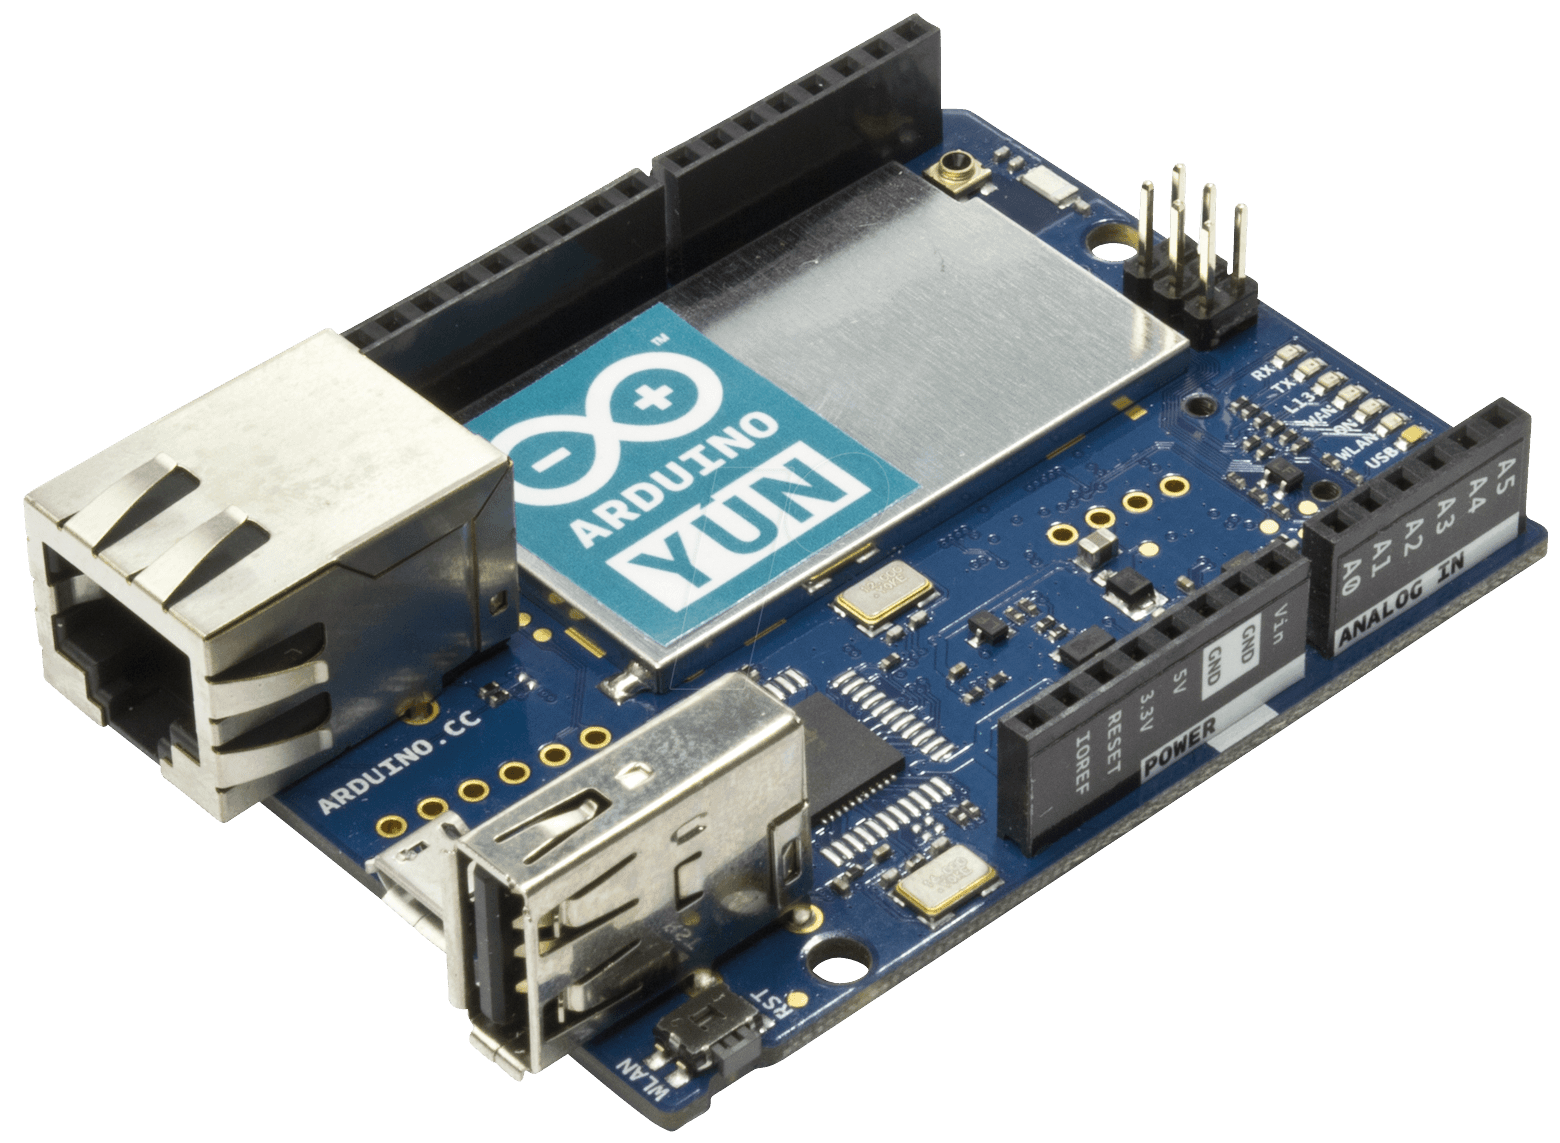 ™
ARDUINO
YUN
RX
TX
L13
WLAN
USB
A5
A4
A3
A2
A1
A0
ANALOG IN
Vin
GND
GND
5V
3.3V
RESET
IOREF
POWER
ARDUINO.CC
RST
WLAN